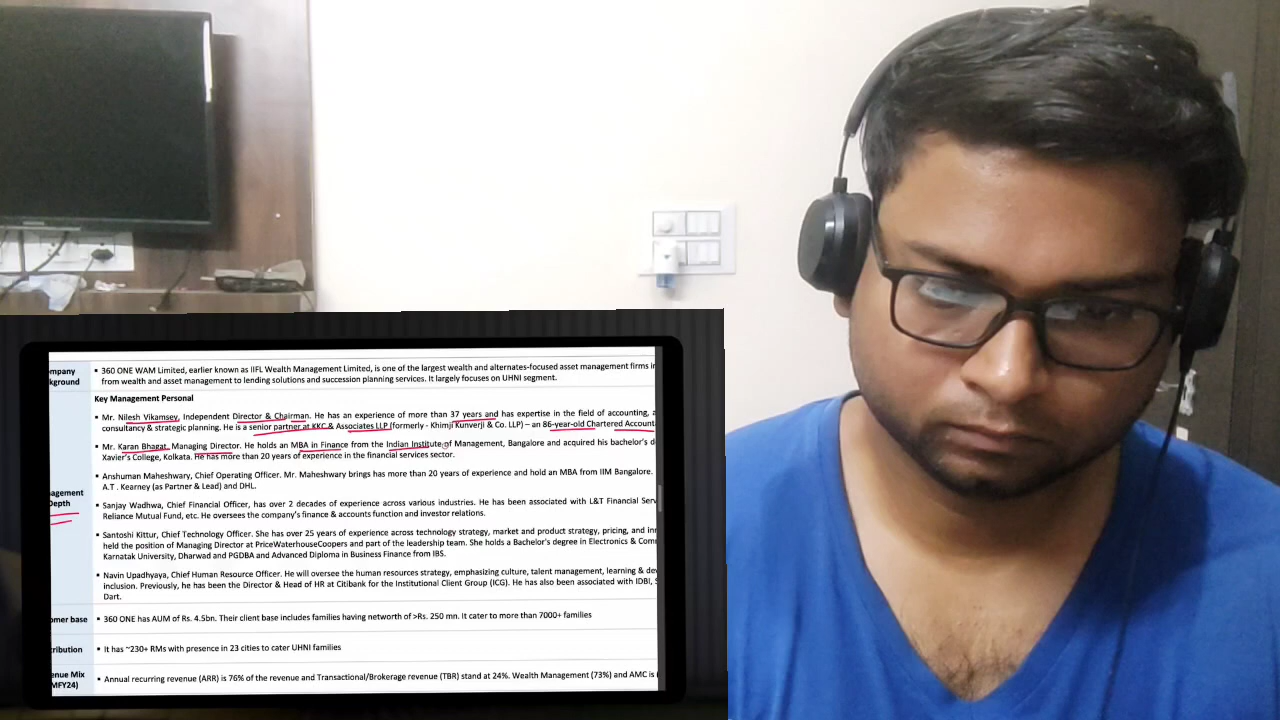 mpany
kground
▪ 360 ONE WAM Limited, earlier known as IIFL Wealth Management Limited, is one of the largest wealth and alternates-focused asset management firms in
from wealth and asset management to lending solutions and succession planning services. It largely focuses on UHNI segment.
Key Management Personal
▪ Mr. Nilesh Vikamsey, Independent Director & Chairman. He has an experience of more than 37 years and has expertise in the field of accounting, a
consultancy & strategic planning. He is a senior partner at KKC & Associates LLP (formerly - Khimji Kunverji & Co. LLP) – an 86-year-old Chartered Account
▪ Mr. Karan Bhagat, Managing Director. He holds an MBA in Finance from the Indian Institute of Management, Bangalore and acquired his bachelor's d
Xavier's College, Kolkata. He has more than 20 years of experience in the financial services sector.
▪ Anshuman Maheshwary, Chief Operating Officer. Mr. Maheshwary brings has more than 20 years of experience and hold an MBA from IIM Bangalore.
A.T . Kearney (as Partner & Lead) and DHL.
agement
Depth
▪ Sanjay Wadhwa, Chief Financial Officer, has over 2 decades of experience across various industries. He has been associated with L&T Financial Serv
Reliance Mutual Fund, etc. He oversees the company's finance & accounts function and investor relations.
▪ Santoshi Kittur, Chief Technology Officer. She has over 25 years of experience across technology strategy, market and product strategy, pricing, and inn
held the position of Managing Director at PriceWaterhouseCoopers and part of the leadership team. She holds a Bachelor's degree in Electronics & Com
Karnatak University, Dharwad and PGDBA and Advanced Diploma in Business Finance from IBS.
▪ Navin Upadhyaya, Chief Human Resource Officer. He will oversee the human resources strategy, emphasizing culture, talent management, learning & dev
inclusion. Previously, he has been the Director & Head of HR at Citibank for the Institutional Client Group (ICG). He has also been associated with IDBI, S
Dart.
omer base
▪ 360 ONE has AUM of Rs. 4.5bn. Their client base includes families having networth of >Rs. 250 mn. It cater to more than 7000+ families
tribution
▪ It has ~230+ RMs with presence in 23 cities to cater UHNI families
enue Mix
MFY24)
▪ Annual recurring revenue (ARR) is 76% of the revenue and Transactional/Brokerage revenue (TBR) stand at 24%. Wealth Management (73%) and AMC is